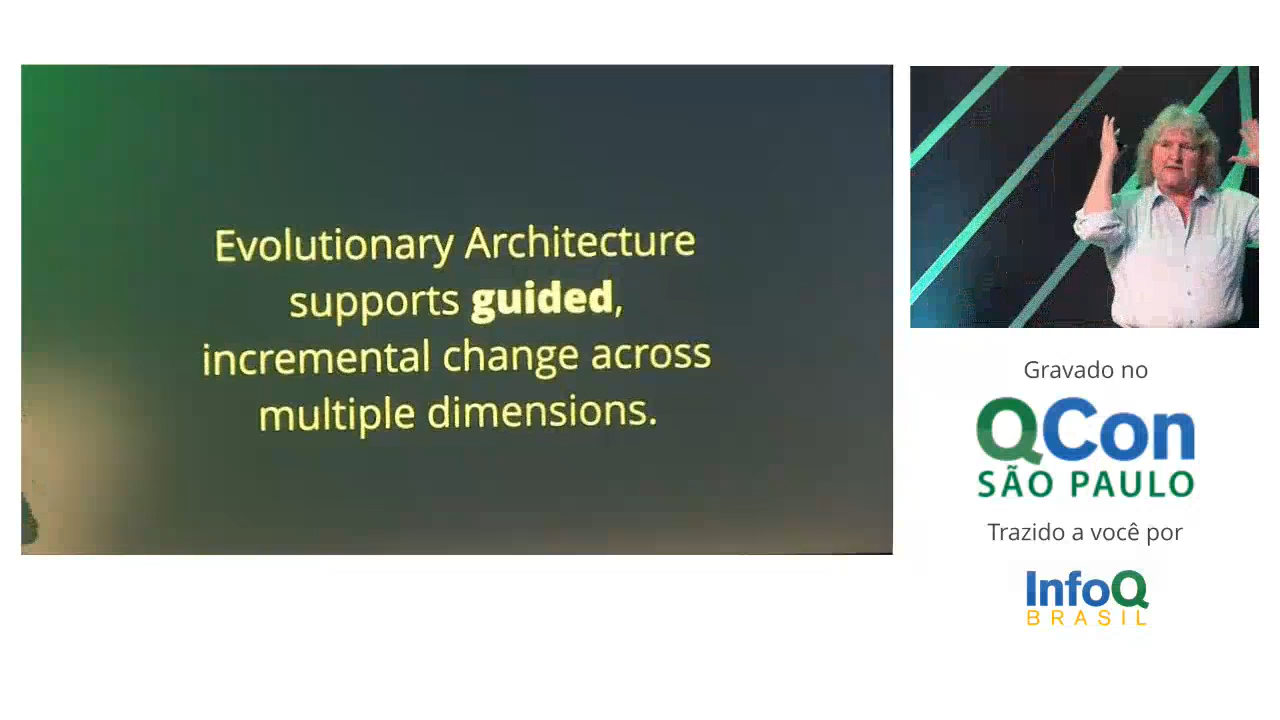 Evolutionary Architecture
supports guided,
incremental change across
multiple dimensions.
Gravado no
QCon
SÃO PAULO
Trazido a você por
InfoQ
BRASIL